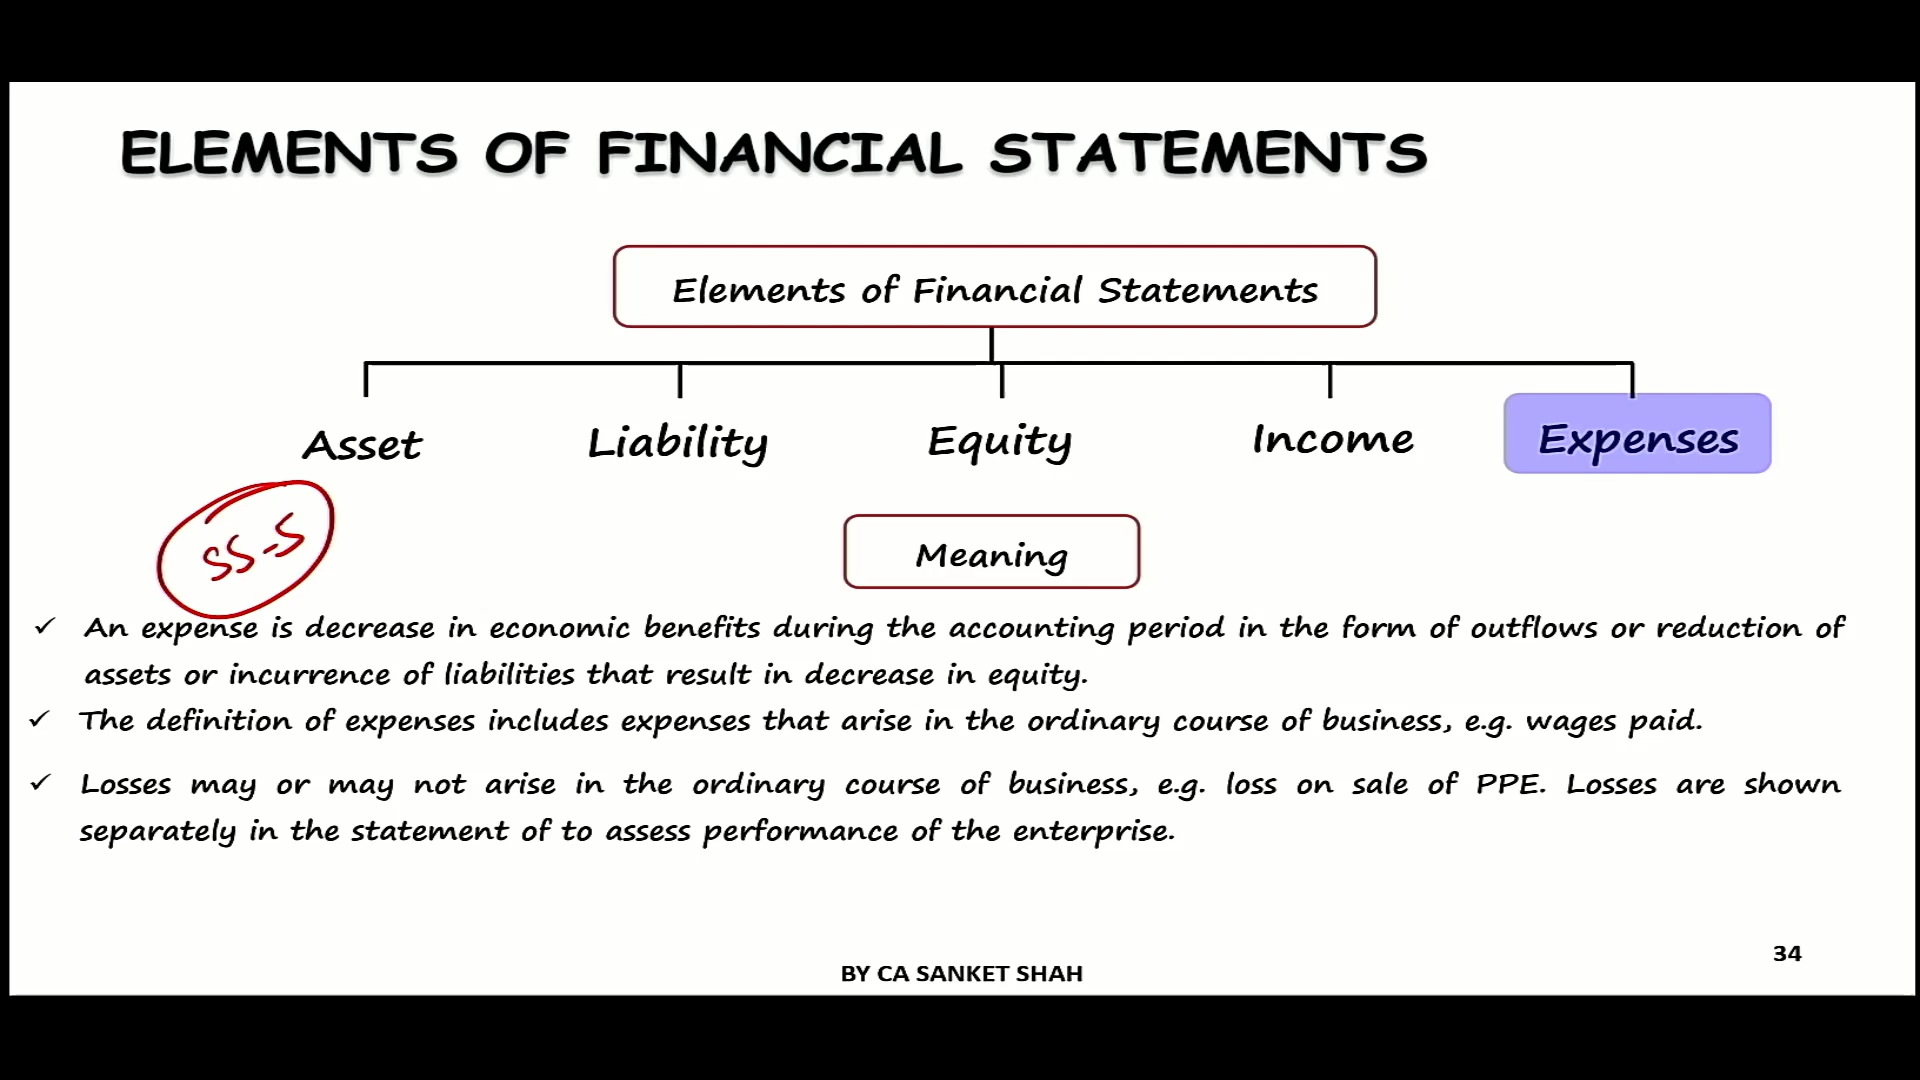 ELEMENTS OF FINANCIAL STATEMENTS
Elements of Financial Statements
Asset
Liability
Equity
Income
Expenses
SS-S
Meaning
✓ An expense is decrease in economic benefits during the accounting period in the form of outflows or reduction of
assets or incurrence of liabilities that result in decrease in equity.
✓ The definition of expenses includes expenses that arise in the ordinary course of business, e.g. wages paid.
✓ Losses may or may not arise in the ordinary course of business, e.g. loss on sale of PPE. Losses are shown
separately in the statement of to assess performance of the enterprise.
34
BY CA SANKET SHAH